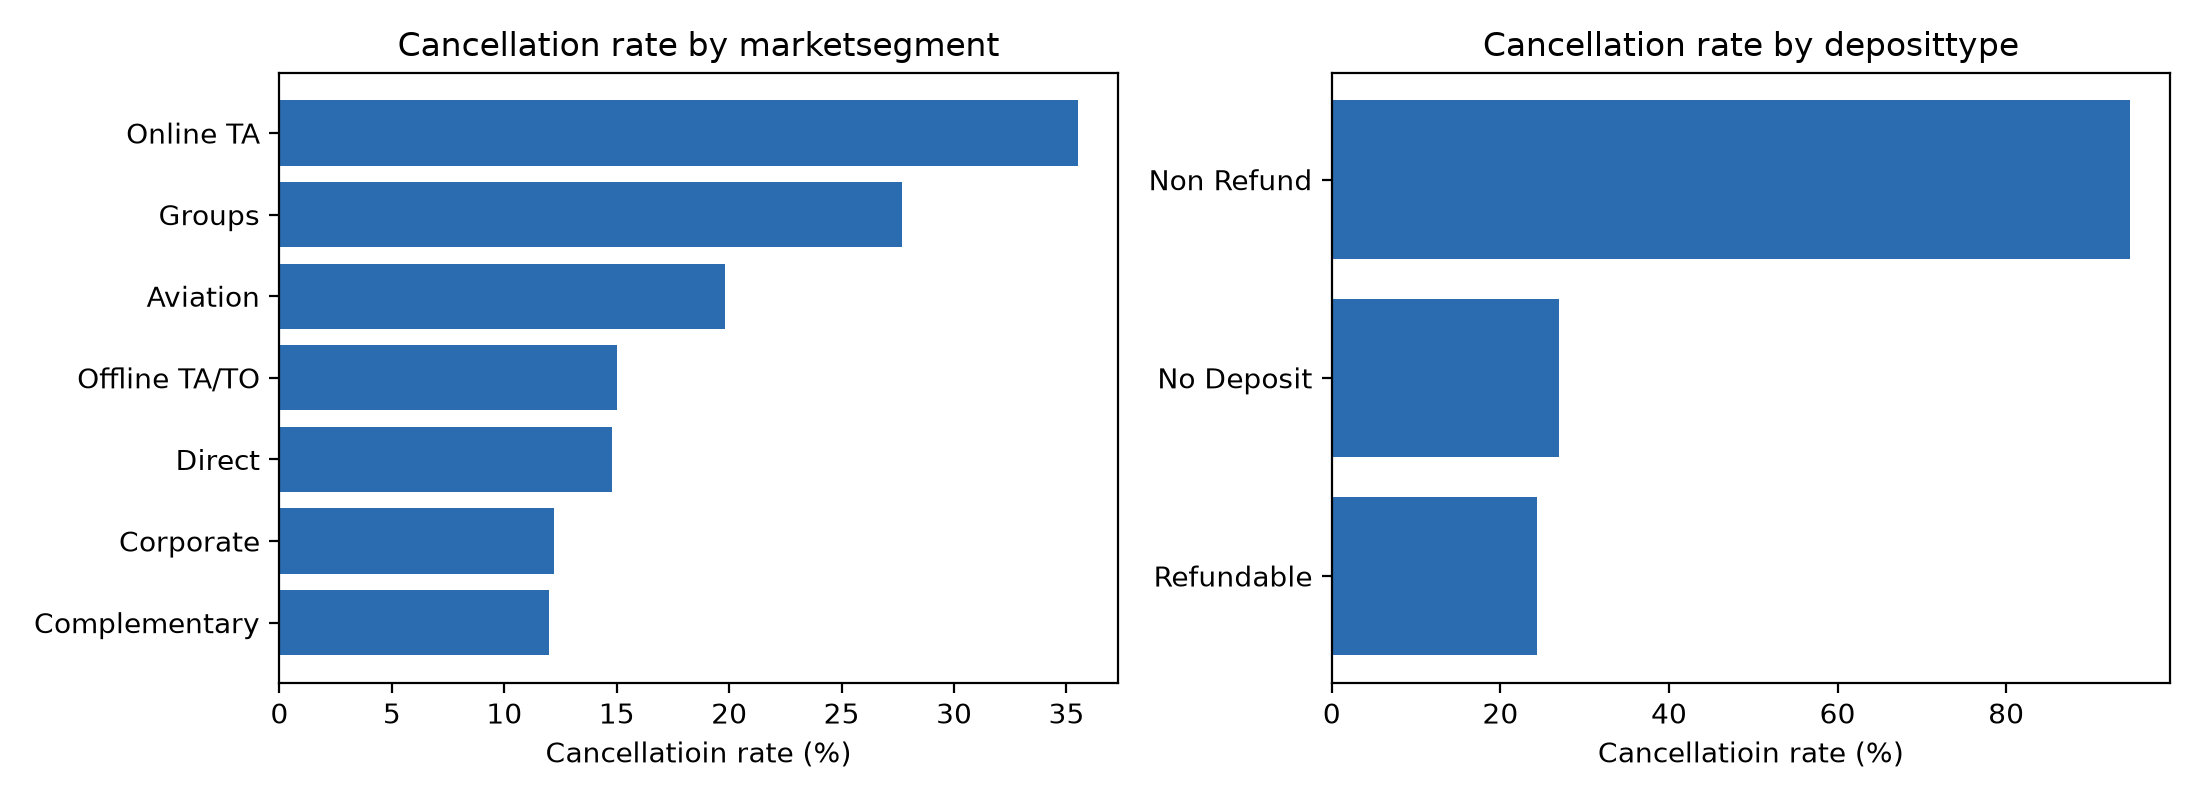 Cancellation rate by marketsegment
Online TA
Groups
Aviation
Offline TA/TO
Direct
Corporate
Complementary
0 5 10 15 20 25 30 35
Cancellatioin rate (%)
Cancellation rate by deposittype
Non Refund
No Deposit
Refundable
0 20 40 60 80
Cancellatioin rate (%)